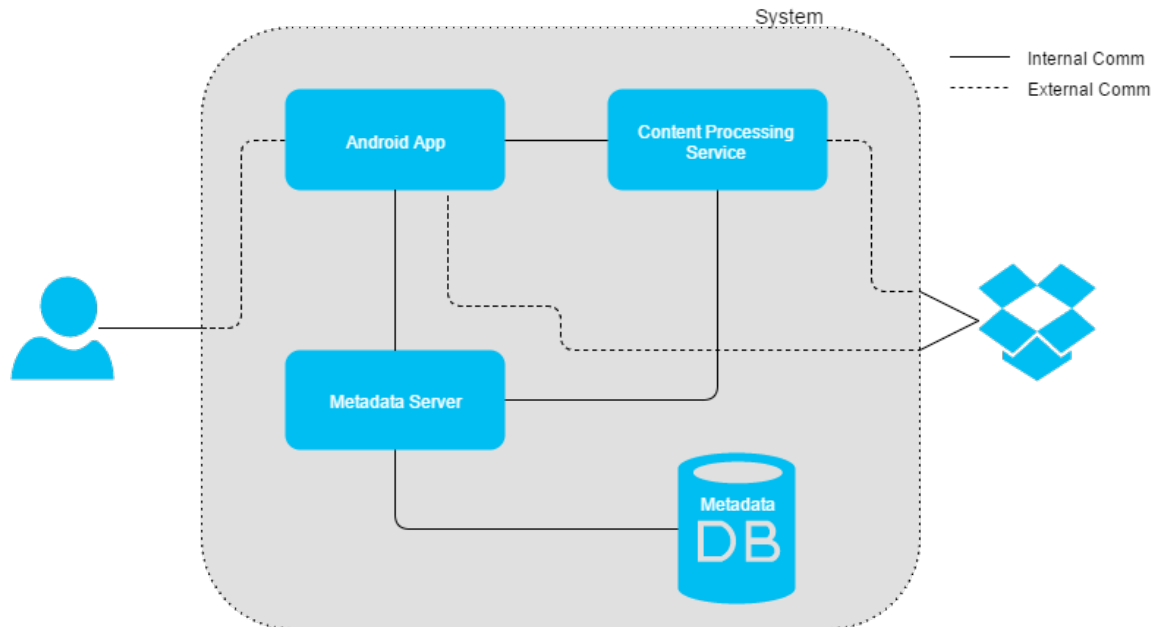 System
Internal Comm
External Comm
Android App
Content Processing
Service
Metadata Server
Metadata
DB